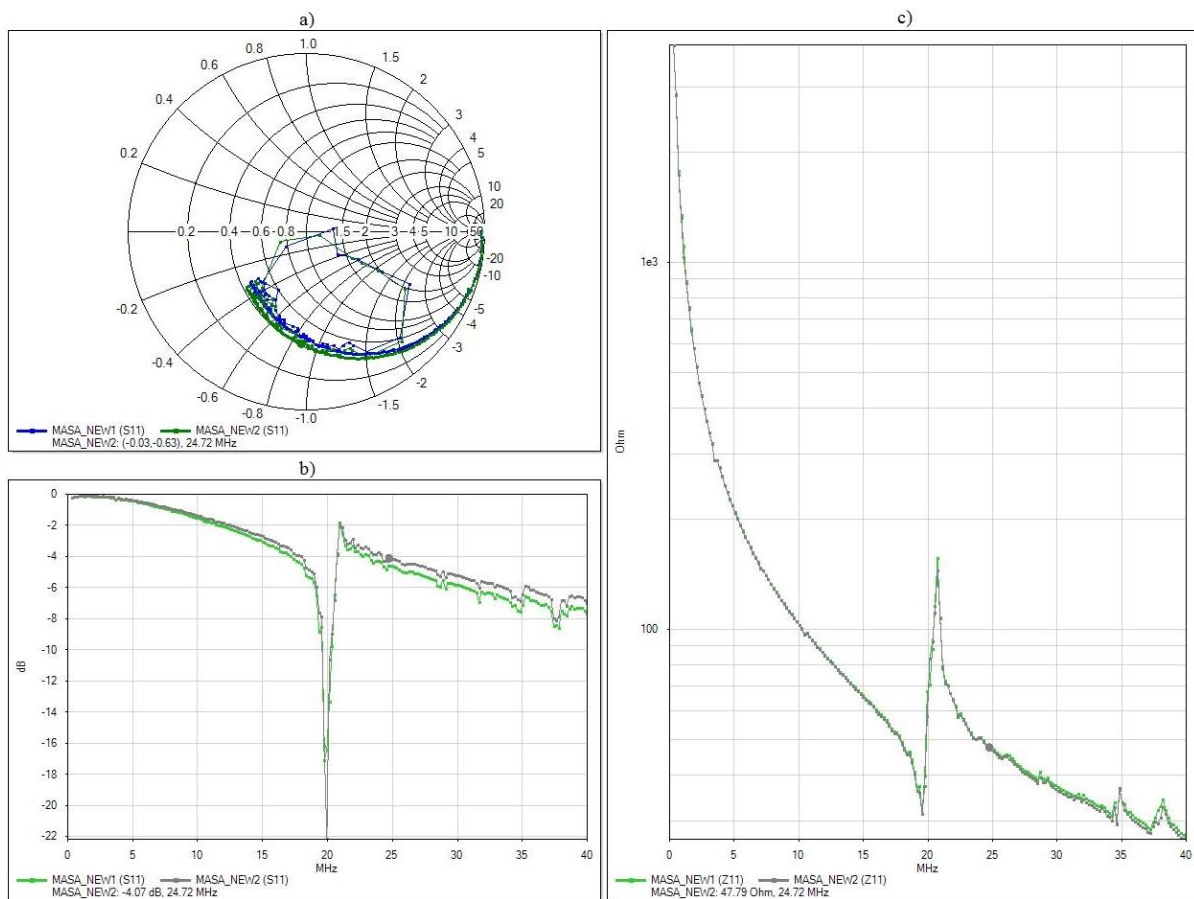 a)
1.0
0.8 0.8
0.6 1.5
0.4 2
0.2 3
4
5
10
20
0.2 0.4 0.6 0.8 1.5 2 3 4 5 10 50
-20
-10
-0.2 -5
-4
-0.4 -3
-0.6 -2
-0.8 -1.0 -1.5
MASA_NEW1 (S11) MASA_NEW2 (S11)
MASA_NEW2: (-0.03,-0.63), 24.72 MHz
b)
0
-2
-4
-6
-8
-10
dB
-12
-14
-16
-18
-20
-22
0 5 10 15 20 25 30 35 40
MHz
MASA_NEW1 (S11) MASA_NEW2 (S11)
MASA_NEW2: -4.07 dB, 24.72 MHz
c)
1e3
Ohm
100
0 5 10 15 20 25 30 35 40
MHz
MASA_NEW1 (Z11) MASA_NEW2 (Z11)
MASA_NEW2: 47.79 Ohm, 24.72 MHz